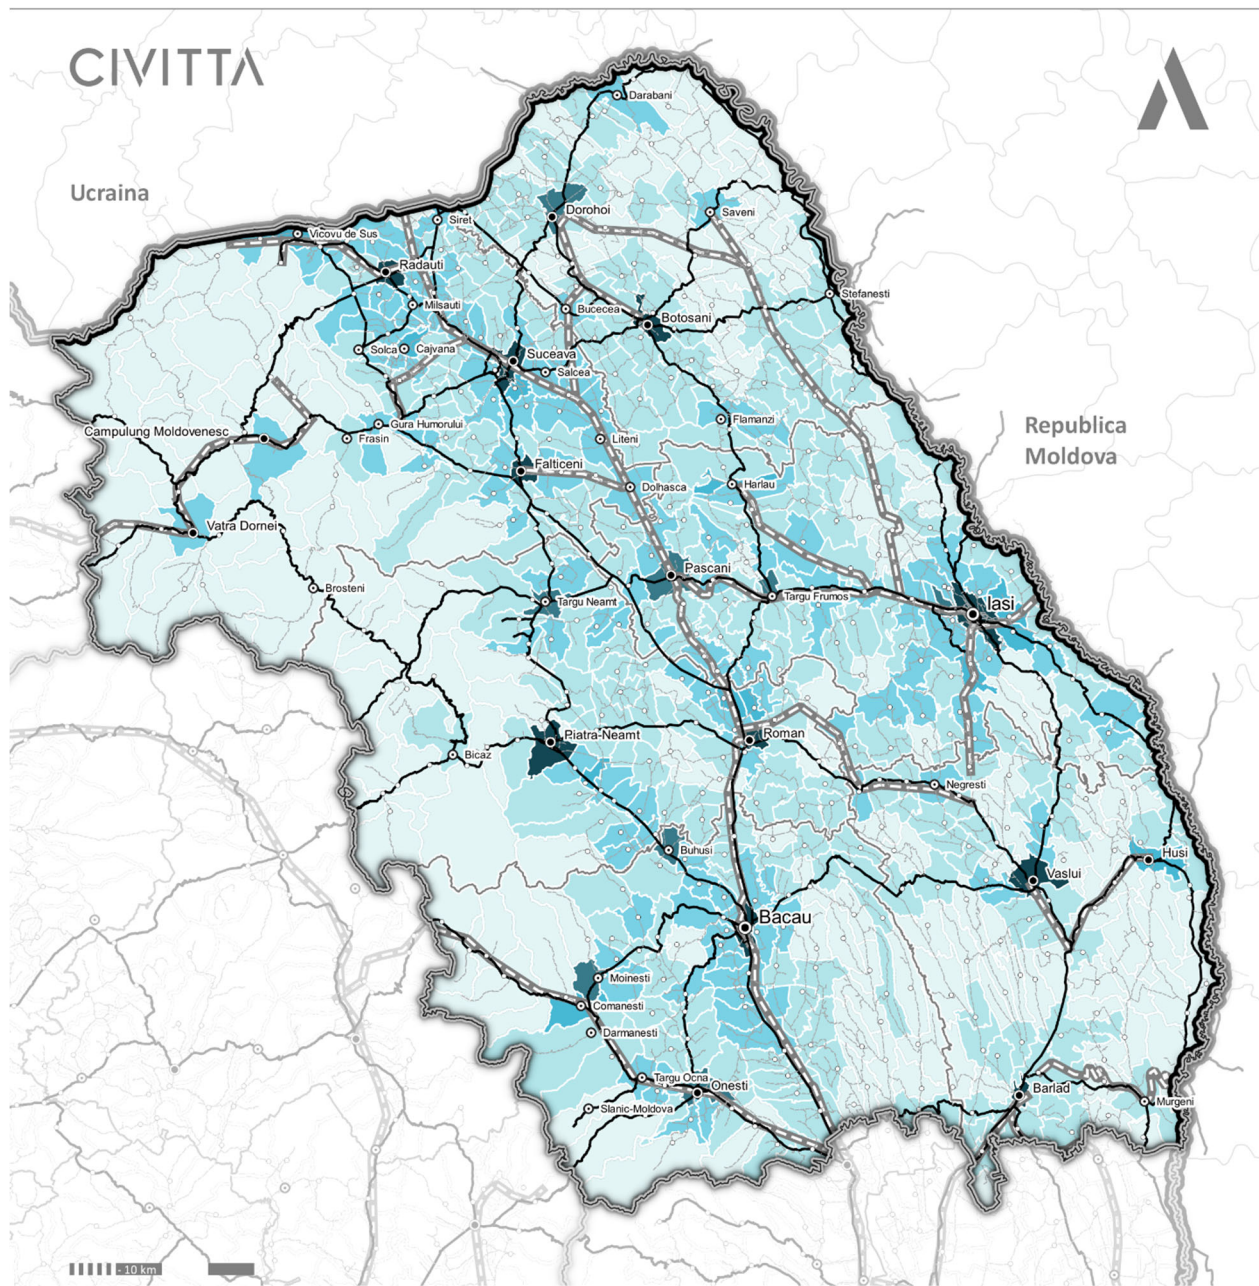 CIVITTA
Darabani
Ucraina
Dorohoi
Saveni
Siret
Vicovu de Sus
Radauti
Stefanesti
Milsauti
Bucecea
Botosani
Solca
Cajvana
Suceava
Salcea
Flamanzi
Gura Humorului
Campulung Moldovenesc
Frasin
Liteni
Republica
Moldova
Falticeni
Dolhasca
Harlau
Vatra Dornei
Pascani
Brosteni
Targu Neamt
Targu Frumos
Iasi
Piatra-Neamt
Roman
Bicaz
Negresti
Buhusi
Husi
Vaslui
Bacau
Moinesti
Comanesti
Darmanesti
Targu Ocna
Onesti
Barlad
Slanic-Moldova
Murgeni
- 10 km